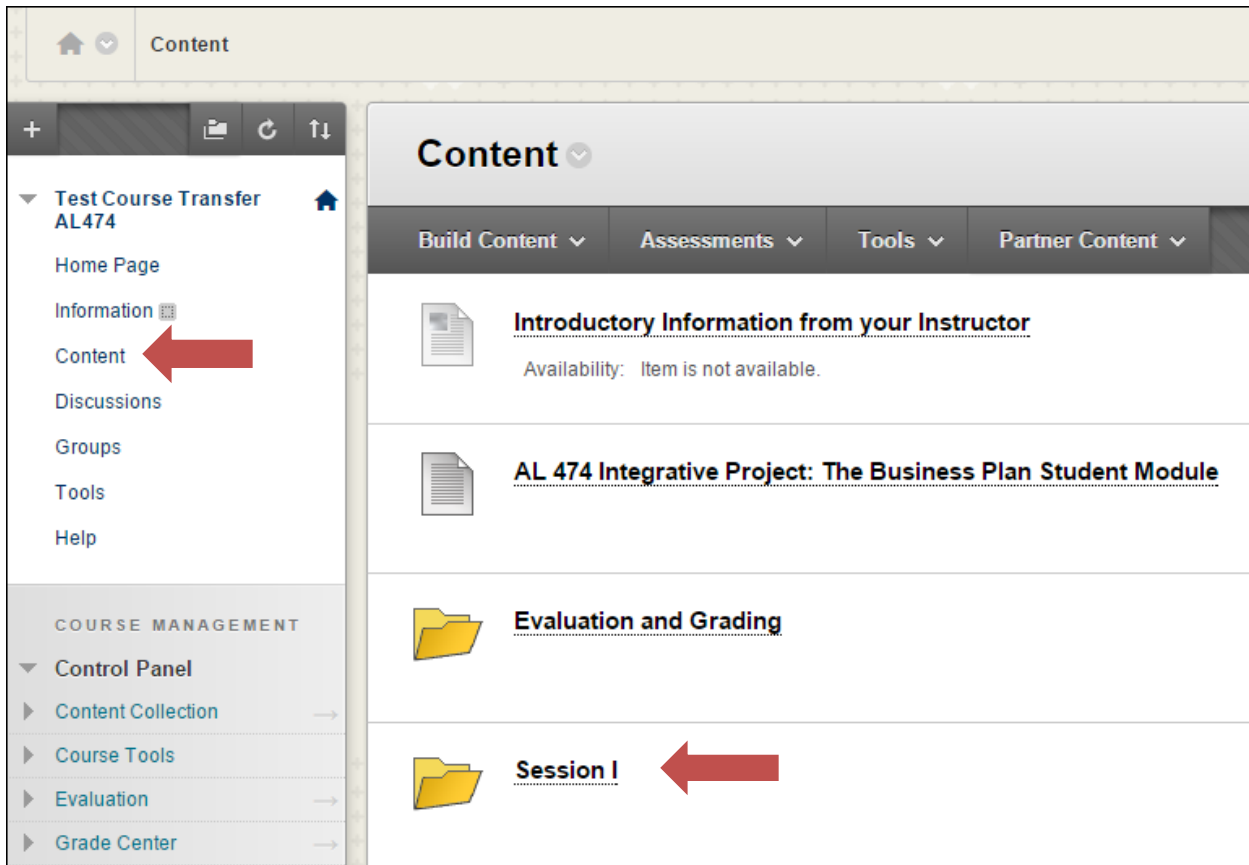 Content
Test Course Transfer
AL474
Home Page
Information
Content
Discussions
Groups
Tools
Help
COURSE MANAGEMENT
Control Panel
Content Collection
Course Tools
Evaluation
Grade Center
Content
Build Content
Assessments
Tools
Partner Content
Introductory Information from your Instructor
Availability: Item is not available.
AL 474 Integrative Project: The Business Plan Student Module
Evaluation and Grading
Session I